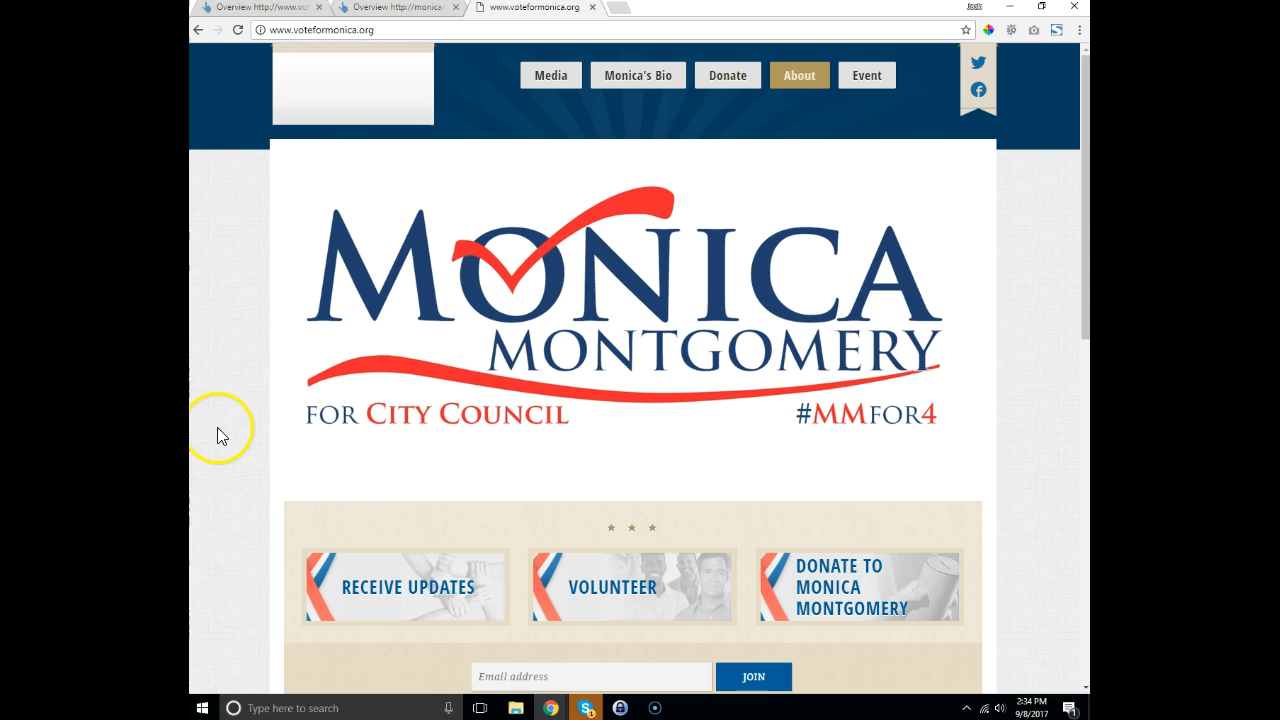 Overview http://www.vot
Overview http://monicar
www.voteformonica.org
www.voteformonica.org
Media
Monica's Bio
Donate
About
Event
MONICA
MONTGOMERY
FOR CITY COUNCIL
#MMFOR4
RECEIVE UPDATES
VOLUNTEER
DONATE TO
MONICA
MONTGOMERY
Email address
JOIN
Type here to search
2:34 PM
9/8/2017